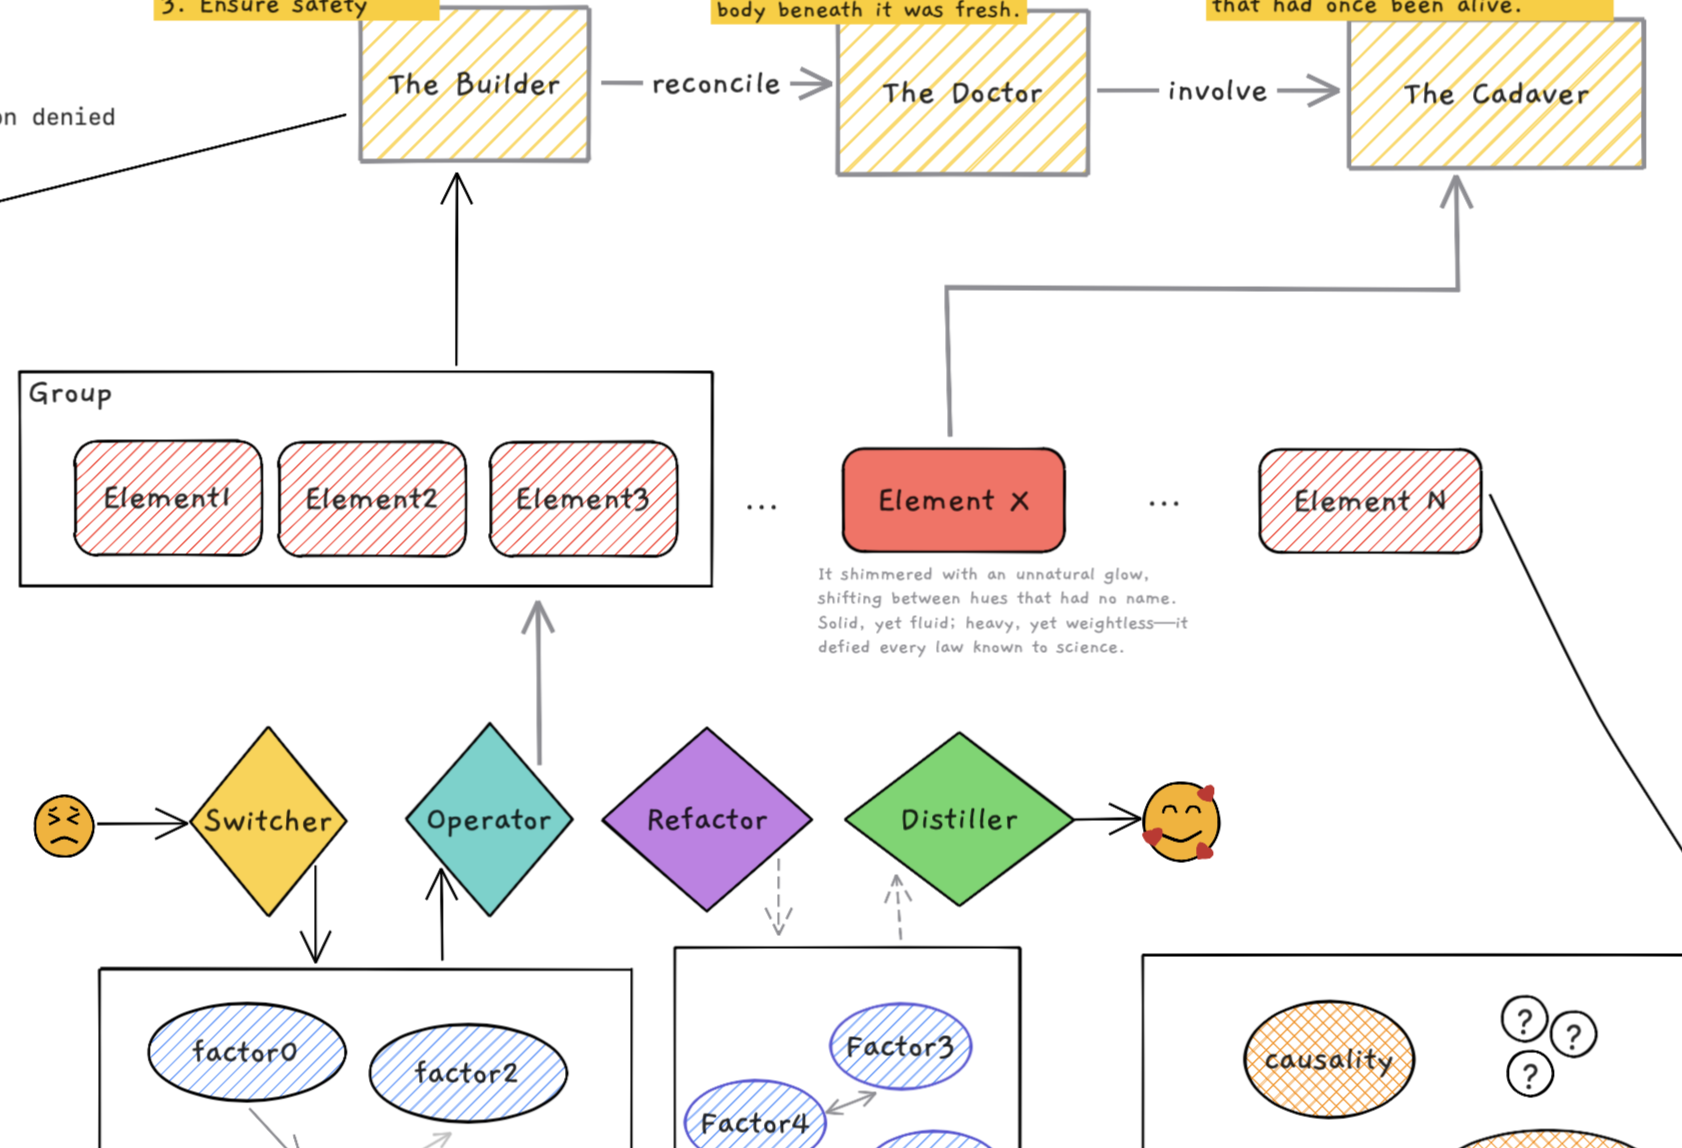 3. Ensure safety
body beneath it was fresh.
that had once been alive.
The Builder
reconcile
The Doctor
involve
The Cadaver
denied
Group
Element1
Element2
Element3
...
Element X
...
Element N
It shimmered with an unnatural glow,
shifting between hues that had no name.
Solid, yet fluid; heavy, yet weightless—it
defied every law known to science.
Switcher
Operator
Refactor
Distiller
factor0
factor2
Factor3
Factor4
causality
?
?
?